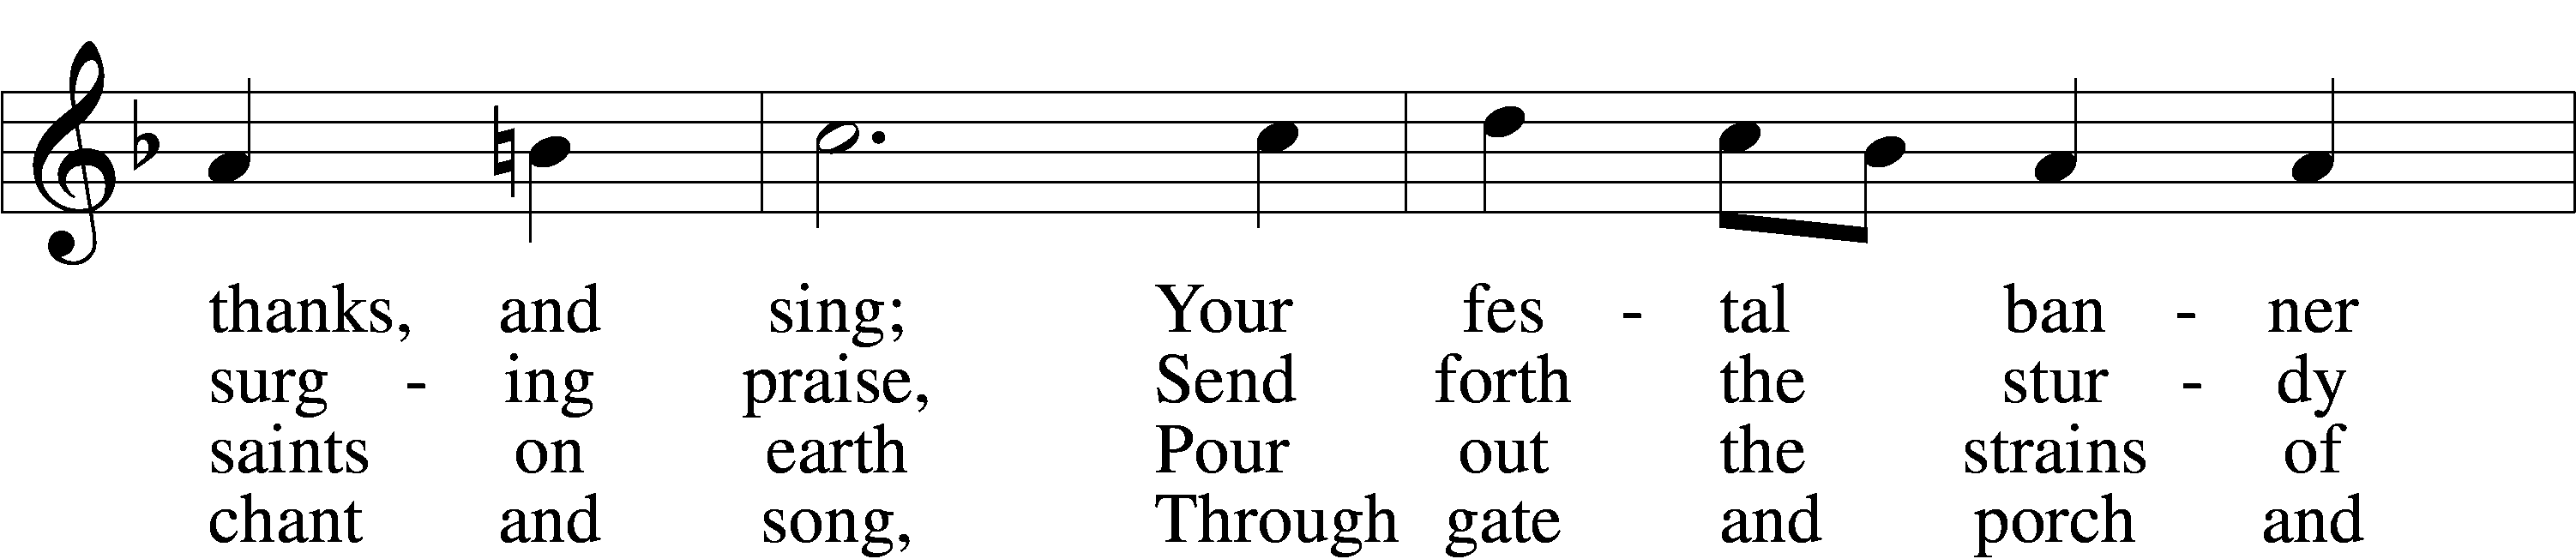 thanks, and sing; Your fes - tal ban - ner
surg - ing praise, Send forth the stur - dy
saints on earth Pour out the strains of
chant and song, Through gate and porch and